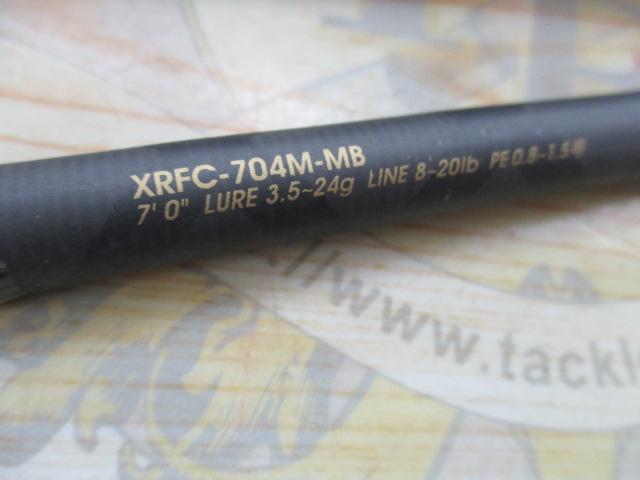 XRFC-704M-MB
7' 0" LURE 3.5~24g LINE 8~20lb PE 0.8~1.5号
://www.tackle